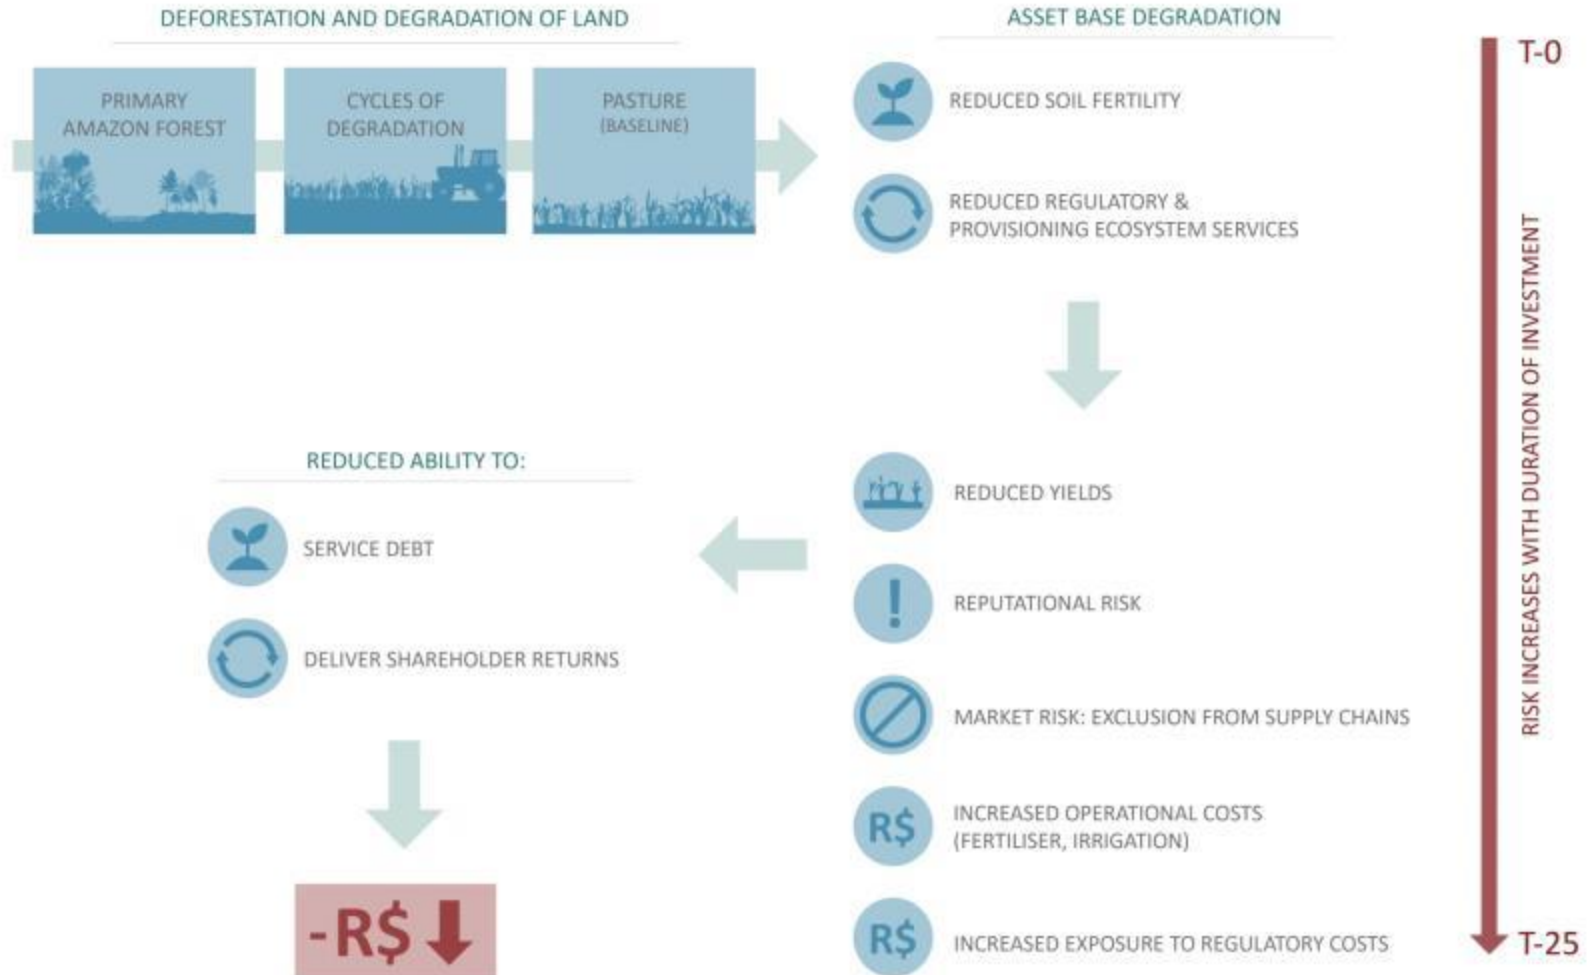 DEFORESTATION AND DEGRADATION OF LAND
PRIMARY
AMAZON FOREST
CYCLES OF
DEGRADATION
PASTURE
(BASELINE)
ASSET BASE DEGRADATION
REDUCED SOIL FERTILITY
REDUCED REGULATORY &
PROVISIONING ECOSYSTEM SERVICES
REDUCED YIELDS
REPUTATIONAL RISK
MARKET RISK: EXCLUSION FROM SUPPLY CHAINS
R$
INCREASED OPERATIONAL COSTS
(FERTILISER, IRRIGATION)
R$
INCREASED EXPOSURE TO REGULATORY COSTS
REDUCED ABILITY TO:
SERVICE DEBT
DELIVER SHAREHOLDER RETURNS
-R$
T-0
RISK INCREASES WITH DURATION OF INVESTMENT
T-25